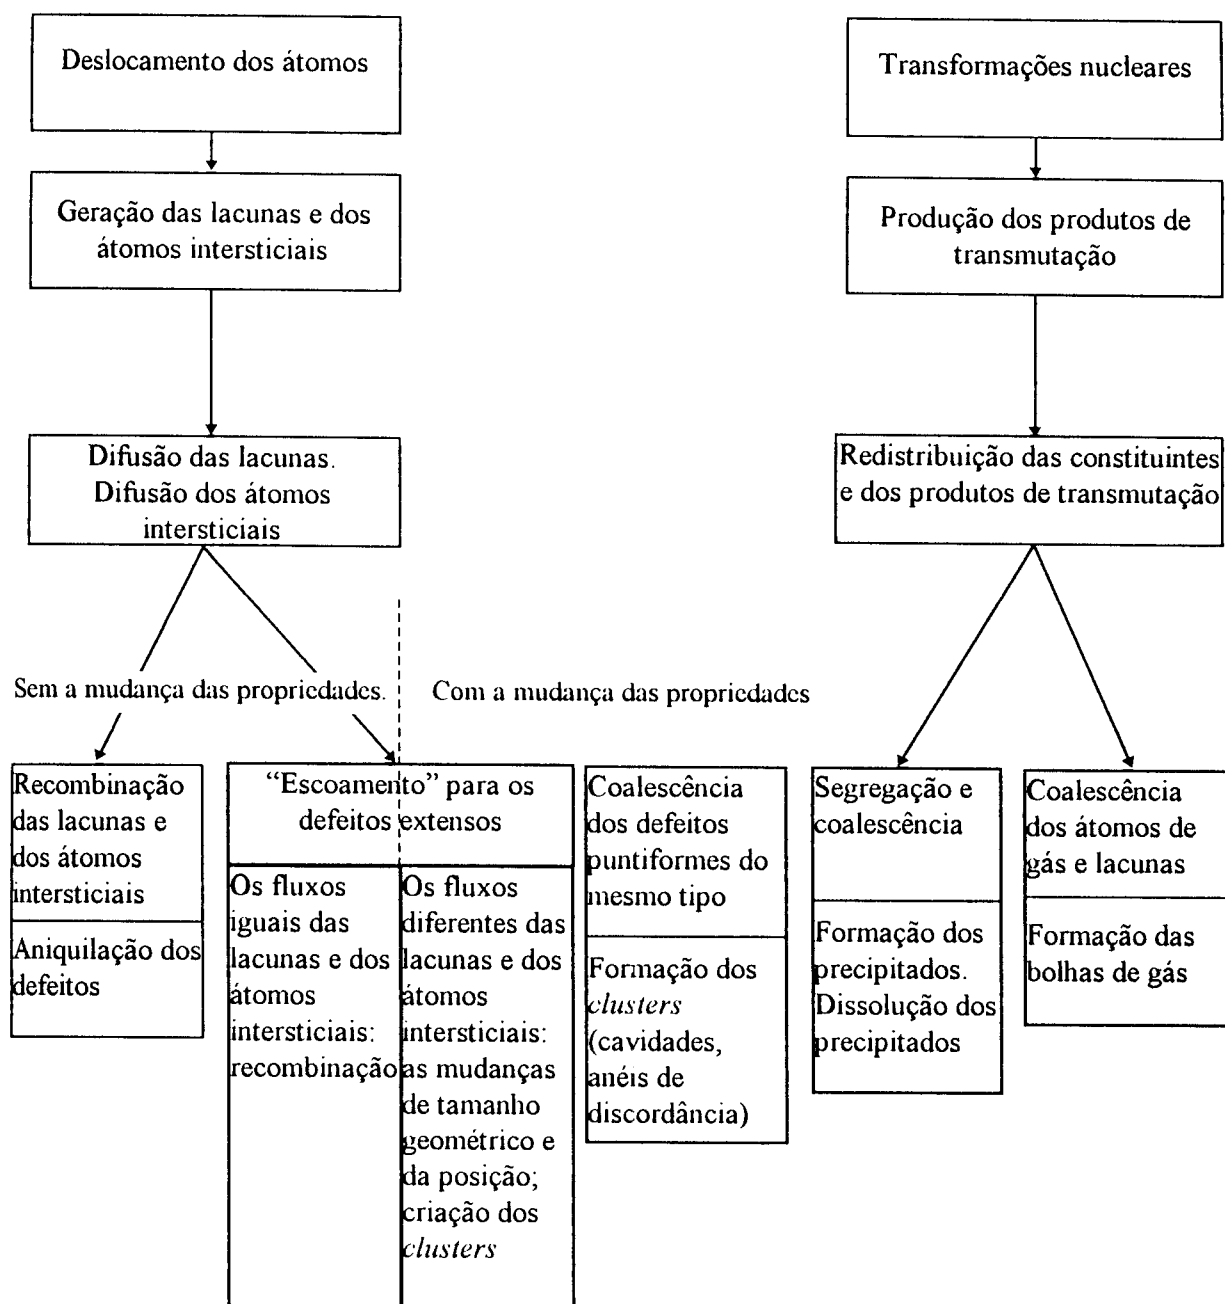 Deslocamento dos átomos
Geração das lacunas e dos
átomos intersticiais
Difusão das lacunas.
Difusão dos átomos
intersticiais
Transformações nucleares
Produção dos produtos de
transmutação
Redistribuição das constituintes
e dos produtos de transmutação
Sem a mudança das propriedades.
Com a mudança das propriedades
Recombinação
das lacunas e
dos átomos
intersticiais
Aniquilação dos
defeitos
“Escoamento” para os
defeitos extensos
Os fluxos
iguais das
lacunas e dos
átomos
intersticiais:
recombinação
Os fluxos
diferentes das
lacunas e dos
átomos
intersticiais:
as mudanças
de tamanho
geométrico e
da posição;
criação dos
clusters
Coalescência
dos defeitos
puntiformes do
mesmo tipo
Formação dos
clusters
(cavidades,
anéis de
discordância)
Segregação e
coalescência
Formação dos
precipitados.
Dissolução dos
precipitados
Coalescência
dos átomos de
gás e lacunas
Formação das
bolhas de gás